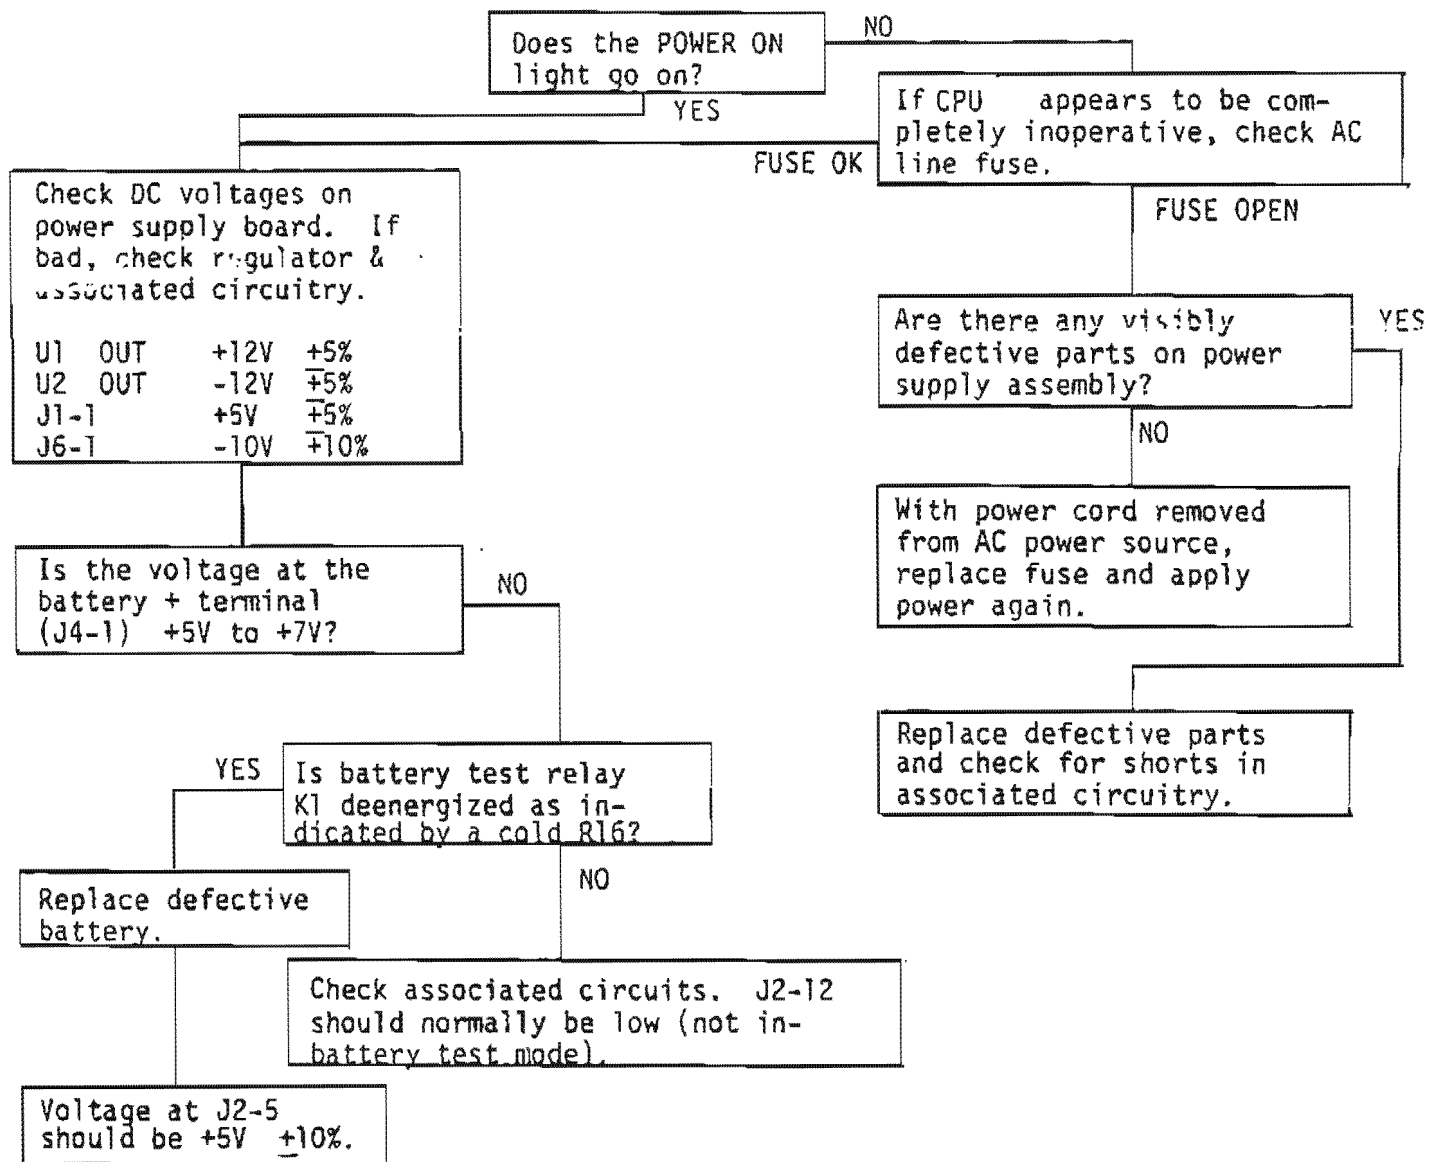 Does the POWER ON
light go on?
NO
YES
If CPU appears to be com-
pletely inoperative, check AC
line fuse.
FUSE OK
FUSE OPEN
Check DC voltages on
power supply board. If
bad, check regulator &
associated circuitry.
U1 OUT +12V ±5%
U2 OUT -12V ±5%
J1-1 +5V ±5%
J6-1 -10V ±10%
Are there any visibly
defective parts on power
supply assembly?
YES
NO
With power cord removed
from AC power source,
replace fuse and apply
power again.
Is the voltage at the
battery + terminal
(J4-1) +5V to +7V?
NO
Replace defective parts
and check for shorts in
associated circuitry.
YES
Is battery test relay
K1 deenergized as in-
dicated by a cold R16?
NO
Replace defective
battery.
Check associated circuits. J2-12
should normally be low (not in-
battery test mode).
Voltage at J2-5
should be +5V ±10%.